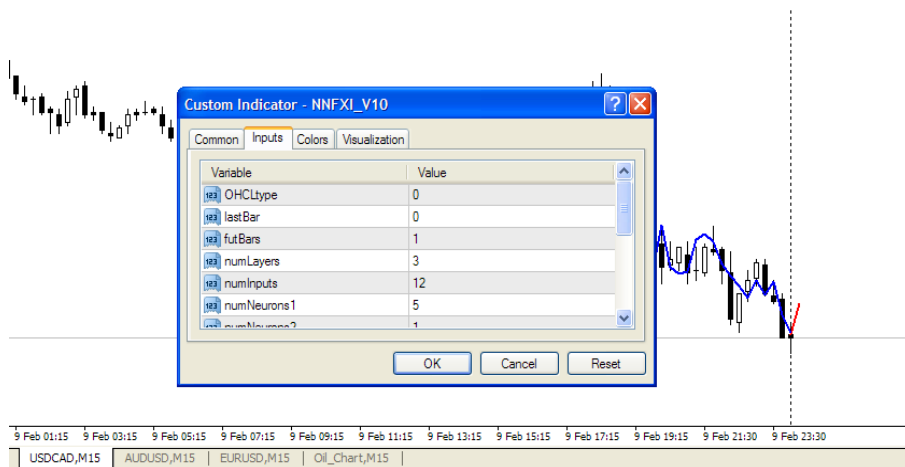 Custom Indicator - NNFXI_V10
Common Inputs Colors Visualization
Variable Value
OHCLtype 0
lastBar 0
futBars 1
numLayers 3
numInputs 12
numNeurons1 5
numNeurons2 1
OK Cancel Reset
9 Feb 01:15 9 Feb 03:15 9 Feb 05:15 9 Feb 07:15 9 Feb 09:15 9 Feb 11:15 9 Feb 13:15 9 Feb 15:15 9 Feb 17:15 9 Feb 19:15 9 Feb 21:30 9 Feb 23:30
USDCAD,M15 AUDUSD,M15 EURUSD,M15 Oil_Chart,M15